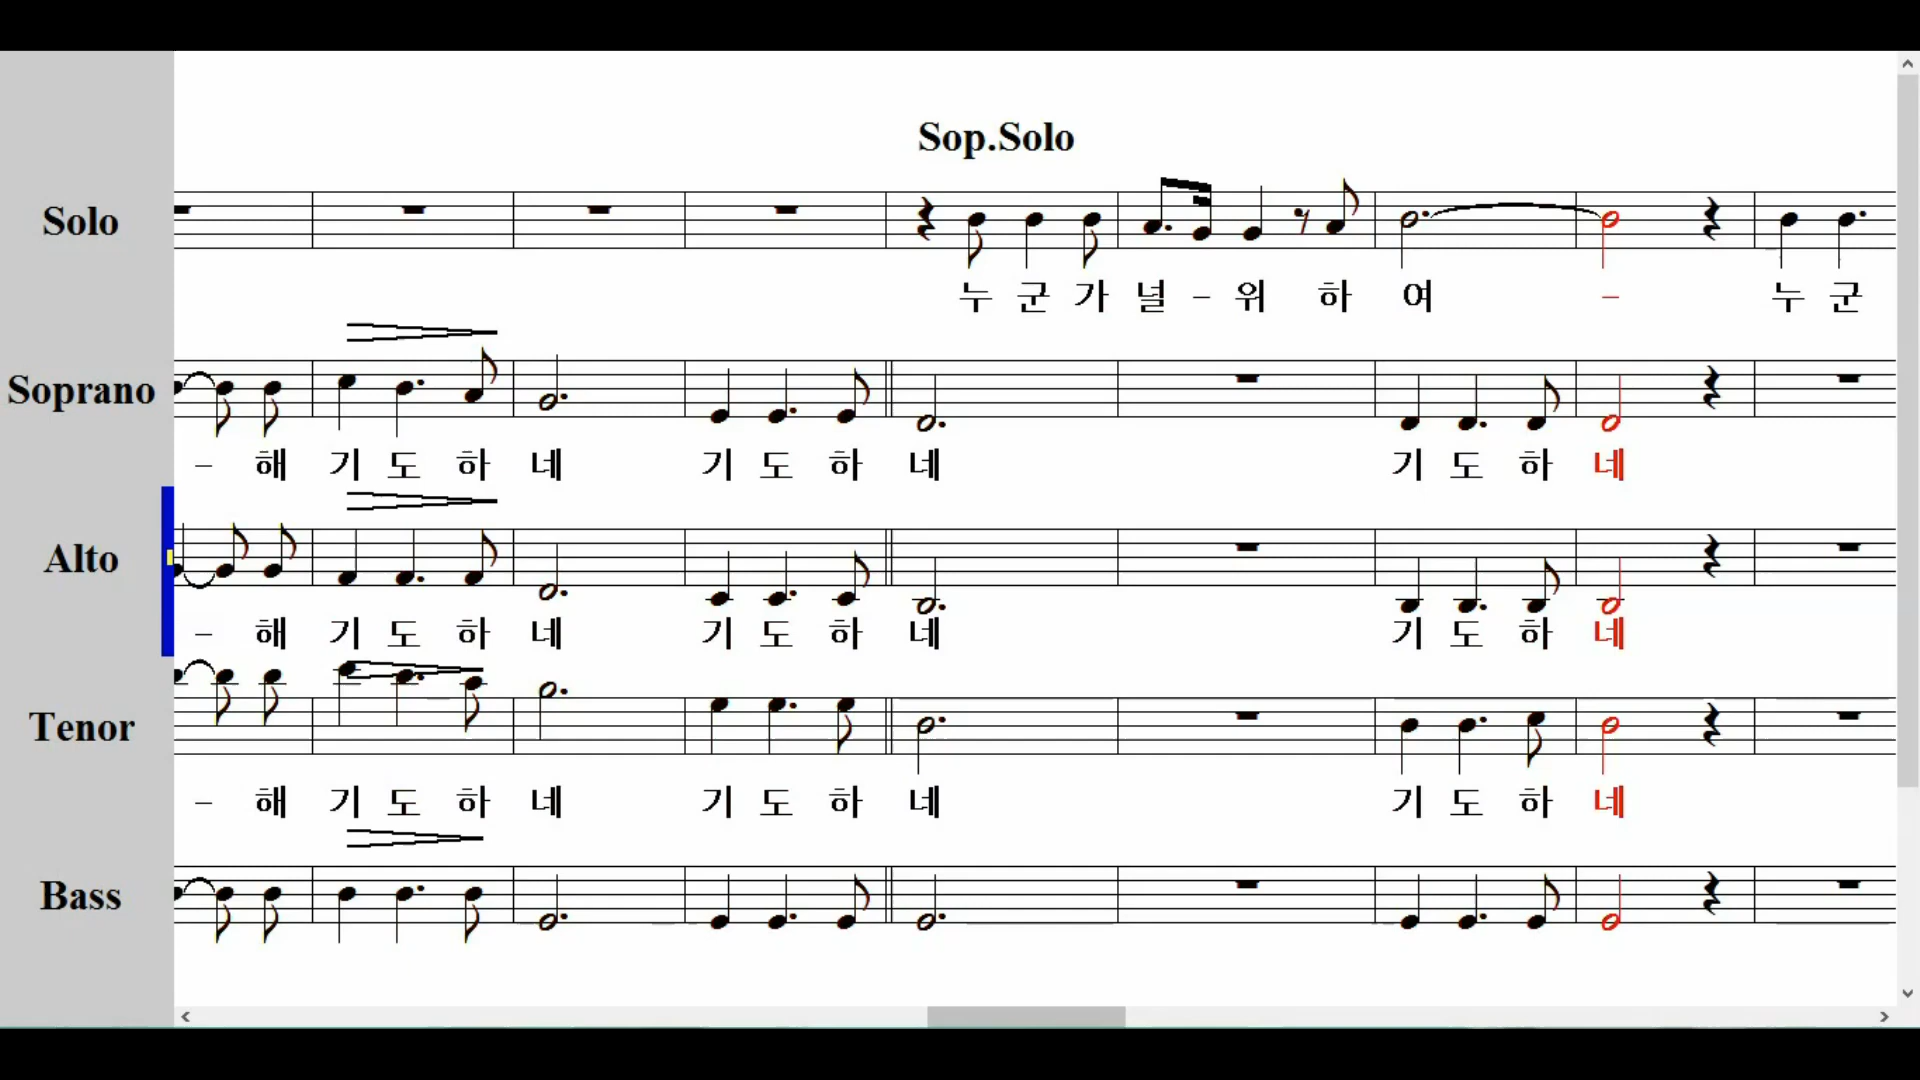 Sop.Solo
Solo
누 군 가 널 - 위 하 여 - 누 군
Soprano
- 해 기 도 하 네 기 도 하 네 기 도 하 네
Alto
- 해 기 도 하 네 기 도 하 네 기 도 하 네
Tenor
- 해 기 도 하 네 기 도 하 네 기 도 하 네
Bass